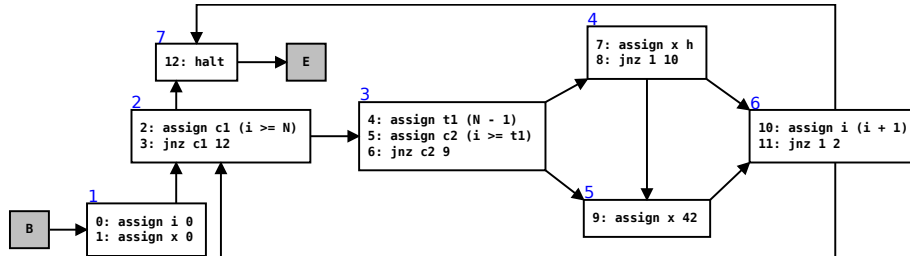 7
12: halt
E
2
2: assign c1 (i >= N)
3: jnz c1 12
3
4: assign t1 (N - 1)
5: assign c2 (i >= t1)
6: jnz c2 9
4
7: assign x h
8: jnz 1 10
6
10: assign i (i + 1)
11: jnz 1 2
5
9: assign x 42
B
1
0: assign i 0
1: assign x 0